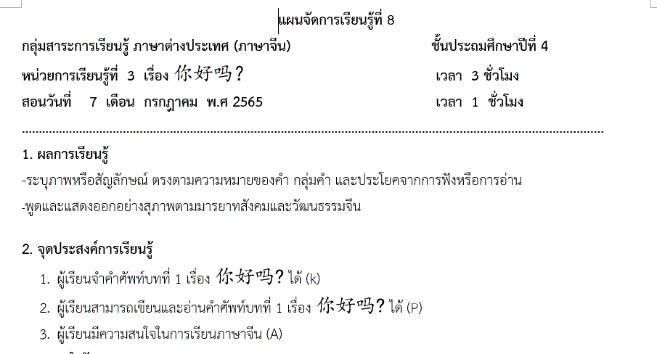 แผนจัดการเรียนรู้ที่ 8
กลุ่มสาระการเรียนรู้ ภาษาต่างประเทศ (ภาษาจีน) ชั้นประถมศึกษาปีที่ 4
หน่วยการเรียนรู้ที่ 3 เรื่อง 你好吗? เวลา 3 ชั่วโมง
สอนวันที่ 7 เดือน กรกฎาคม พ.ศ 2565 เวลา 1 ชั่วโมง
1. ผลการเรียนรู้
-ระบุภาพหรือสัญลักษณ์ ตรงตามความหมายของคำ กลุ่มคำ และประโยคจากการฟังหรือการอ่าน
-พูดและแสดงออกอย่างสุภาพตามมารยาทสังคมและวัฒนธรรมจีน
2. จุดประสงค์การเรียนรู้
1. ผู้เรียนจำคำศัพท์บทที่ 1 เรื่อง 你好吗? ได้ (k)
2. ผู้เรียนสามารถเขียนและอ่านคำศัพท์บทที่ 1 เรื่อง 你好吗? ได้ (P)
3. ผู้เรียนมีความสนใจในการเรียนภาษาจีน (A)